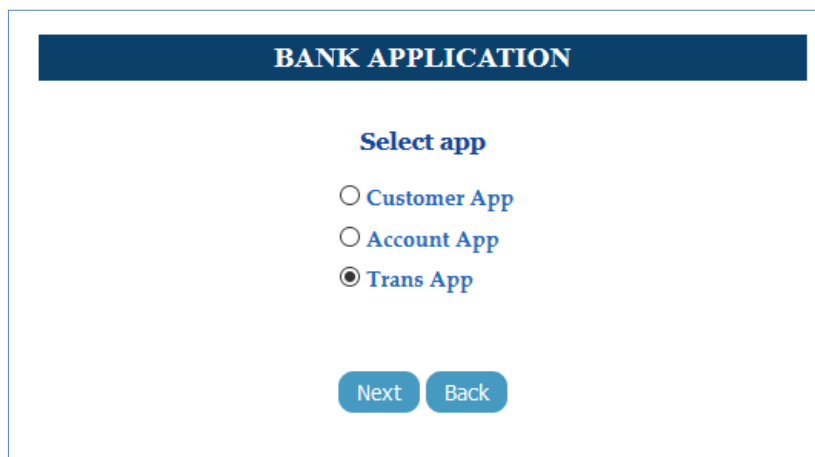 BANK APPLICATION
Select app
Customer App
Account App
Trans App
Next Back